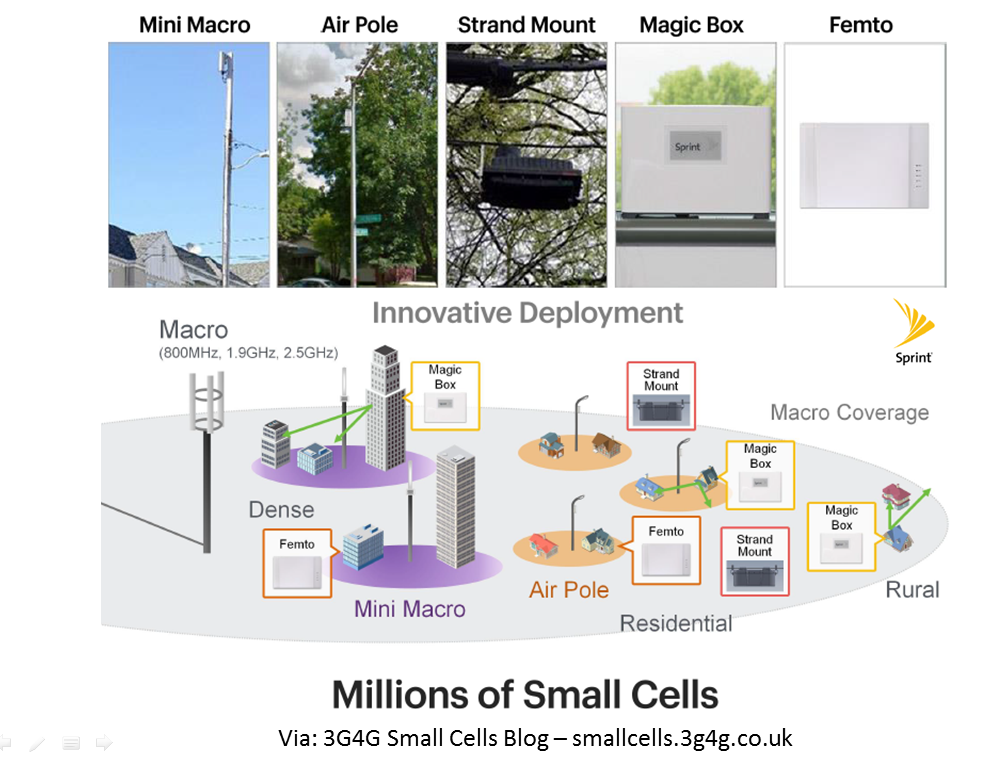 Mini Macro
Air Pole
Strand Mount
Magic Box
Femto
Sprint
Innovative Deployment
Sprint
Macro
(800MHz, 1.9GHz, 2.5GHz)
Magic
Box
Strand
Mount
Macro Coverage
Magic
Box
Dense
Magic
Box
Femto
Femto
Strand
Mount
Air Pole
Rural
Mini Macro
Residential
Millions of Small Cells
Via: 3G4G Small Cells Blog – smallcells.3g4g.co.uk